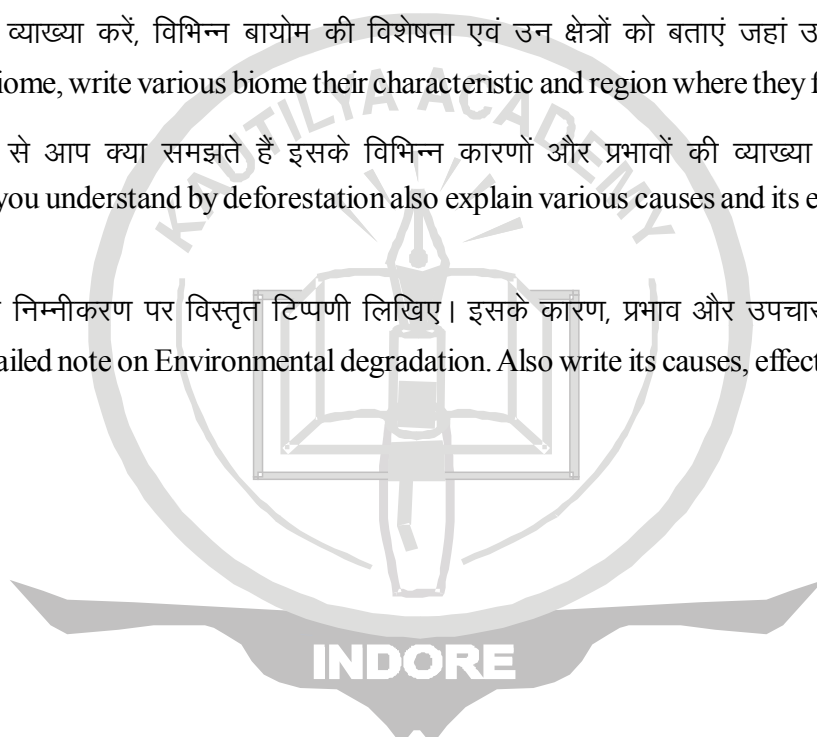 व्याख्या करें, विभिन्न बायोम की विशेषता एवं उन क्षेत्रों को बताएं जहां
iome, write various biome their characteristic and region where they
से आप क्या समझते हैं इसके विभिन्न कारणों और प्रभावों की व्याख्या
you understand by deforestation also explain various causes and its
निम्नीकरण पर विस्तृत टिप्पणी लिखिए। इसके कारण, प्रभाव और उपचार
ailed note on Environmental degradation. Also write its causes, effect
KAUTILYA ACADEMY
INDORE